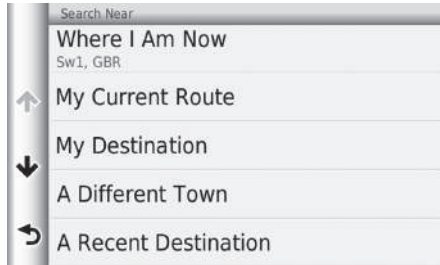 Search Near
Where I Am Now
Sw1, GBR
My Current Route
My Destination
A Different Town
A Recent Destination